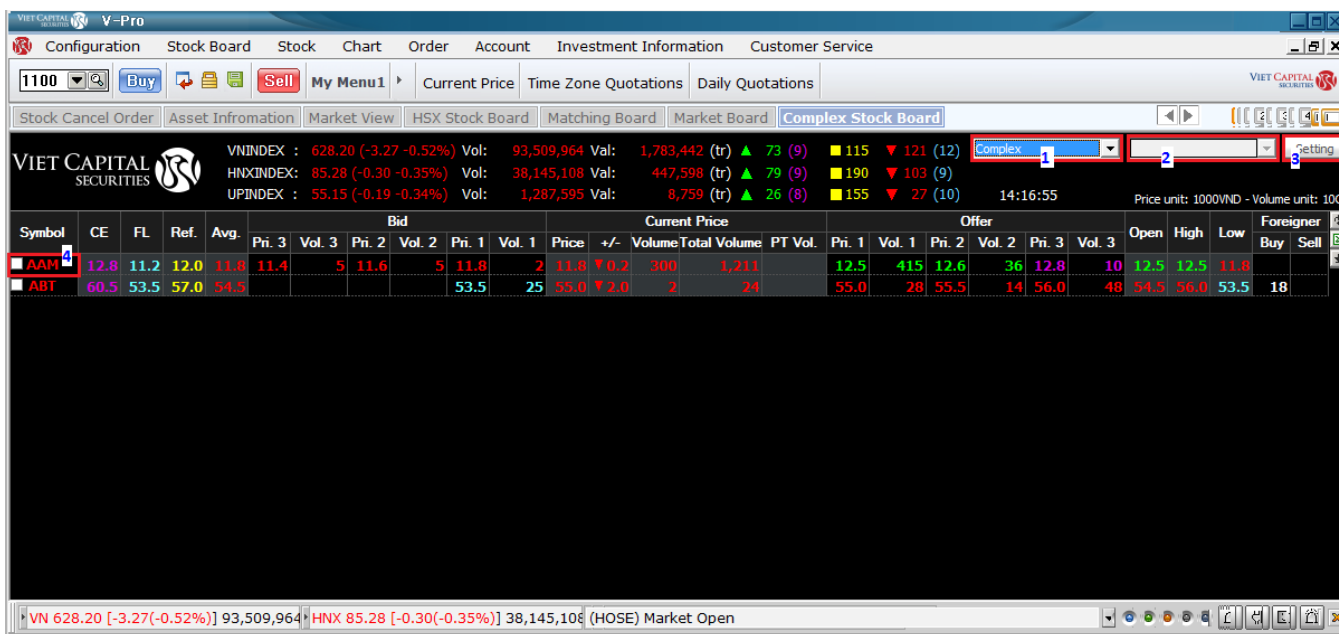 VIET CAPITAL SECURITIES V-Pro
Configuration Stock Board Stock Chart Order Account Investment Information Customer Service
1100 Buy Sell My Menu1 Current Price Time Zone Quotations Daily Quotations VIET CAPITAL SECURITIES
Stock Cancel Order Asset Infromation Market View HSX Stock Board Matching Board Market Board Complex Stock Board
VIET CAPITAL SECURITIES
VNINDEX : 628.20 (-3.27 -0.52%) Vol: 93,509,964 Val: 1,783,442 (tr) ▲ 73 (9) 115 ▼ 121 (12) Complex 1 2 Setting 3
HNXINDEX: 85.28 (-0.30 -0.35%) Vol: 38,145,108 Val: 447,598 (tr) ▲ 79 (9) 190 ▼ 103 (9)
UPINDEX : 55.15 (-0.19 -0.34%) Vol: 1,287,595 Val: 8,759 (tr) ▲ 26 (8) 155 ▼ 27 (10) 14:16:55 Price unit: 1000VND - Volume unit: 100
Symbol CE FL Ref. Avg. Bid Current Price Offer Open High Low Foreigner
Pri. 3 Vol. 3 Pri. 2 Vol. 2 Pri. 1 Vol. 1 Price +/- Volume Total Volume PT Vol. Pri. 1 Vol. 1 Pri. 2 Vol. 2 Pri. 3 Vol. 3 Buy Sell
AAM 4 12.8 11.2 12.0 11.8 11.4 5 11.6 5 11.8 2 11.8 ▼ 0.2 300 1,211 12.5 415 12.6 36 12.8 10 12.5 12.5 11.8
ABT 60.5 53.5 57.0 54.5 53.5 25 55.0 ▼ 2.0 2 24 55.0 28 55.5 14 56.0 48 54.5 56.0 53.5 18
VN 628.20 [-3.27(-0.52%)] 93,509,964 HNX 85.28 [-0.30(-0.35%)] 38,145,108 (HOSE) Market Open